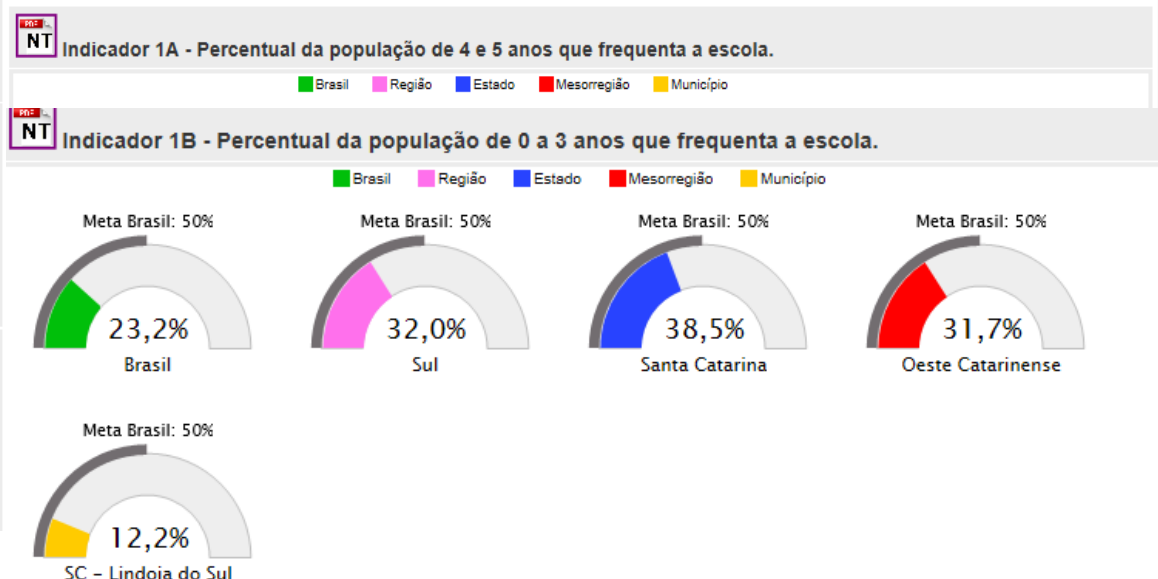 PDF
NT Indicador 1A - Percentual da população de 4 e 5 anos que frequenta a escola.
Brasil Região Estado Mesorregião Município
PDF
NT Indicador 1B - Percentual da população de 0 a 3 anos que frequenta a escola.
Brasil Região Estado Mesorregião Município
Meta Brasil: 50% Meta Brasil: 50% Meta Brasil: 50% Meta Brasil: 50%
23,2% 32,0% 38,5% 31,7%
Brasil Sul Santa Catarina Oeste Catarinense
Meta Brasil: 50%
12,2%
SC - Lindoia do Sul